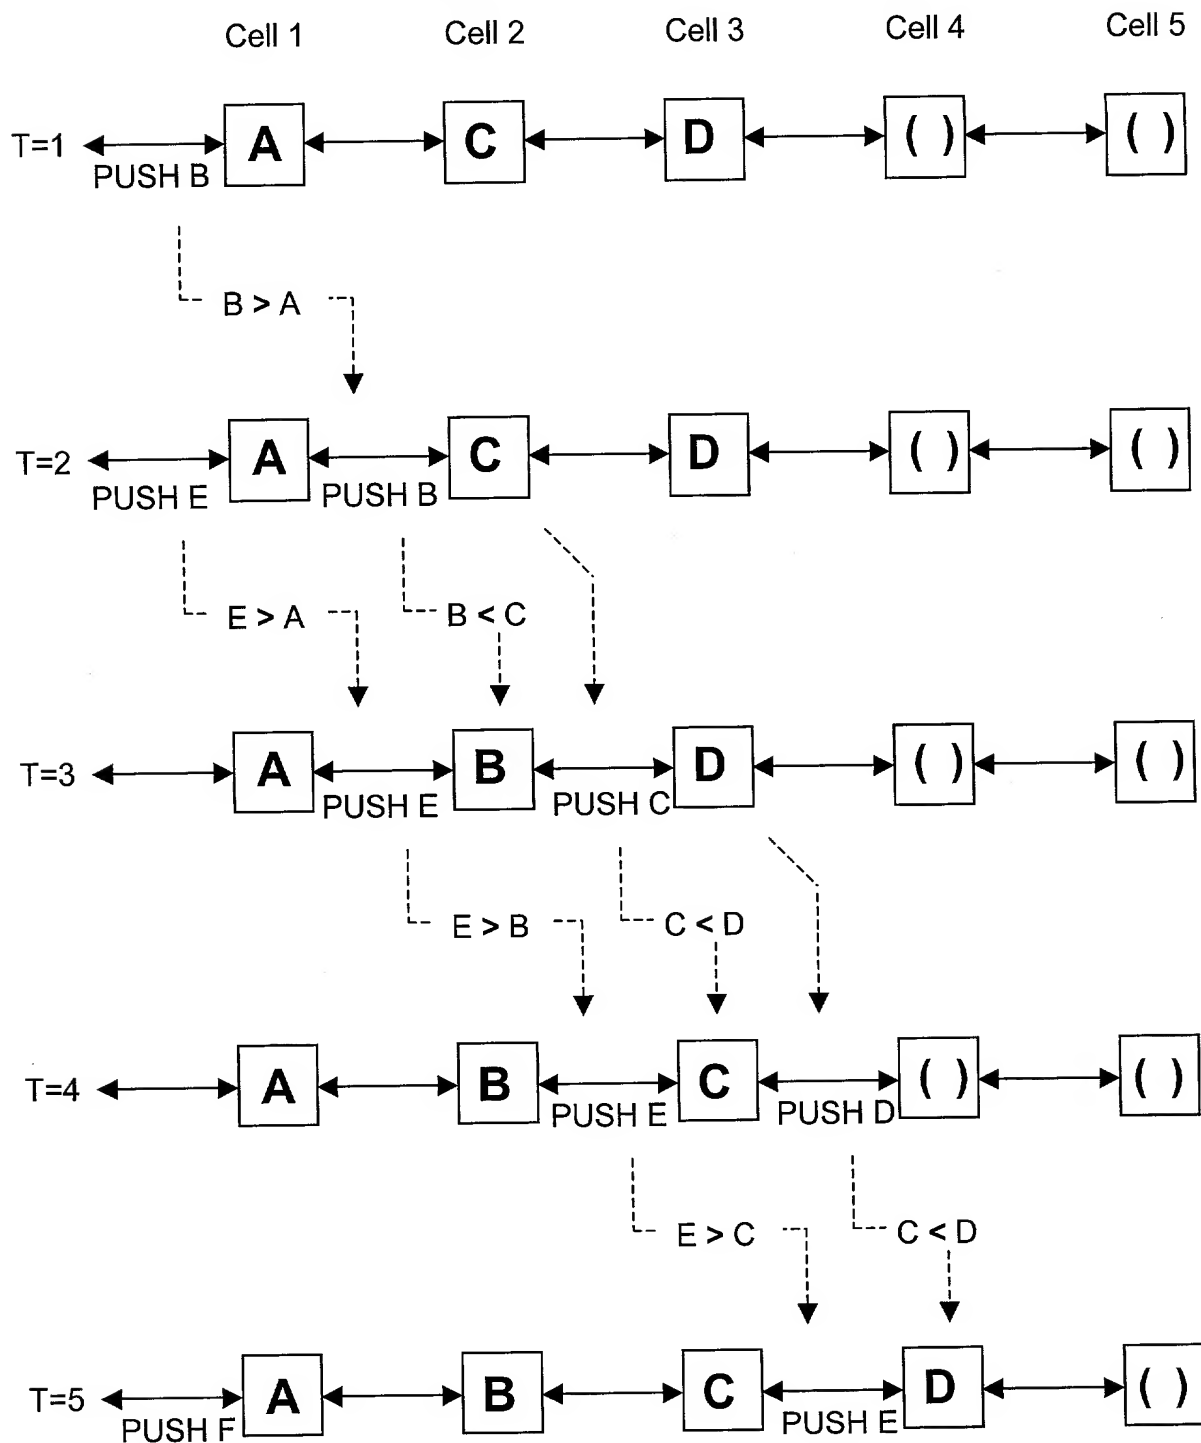 Cell 1 Cell 2 Cell 3 Cell 4 Cell 5
T=1 A C D ( ) ( )
PUSH B
B > A
T=2 A C D ( ) ( )
PUSH E PUSH B
E > A B < C
T=3 A B D ( ) ( )
PUSH E PUSH C
E > B C < D
T=4 A B C ( ) ( )
PUSH E PUSH D
E > C C < D
T=5 A B C D ( )
PUSH F PUSH E